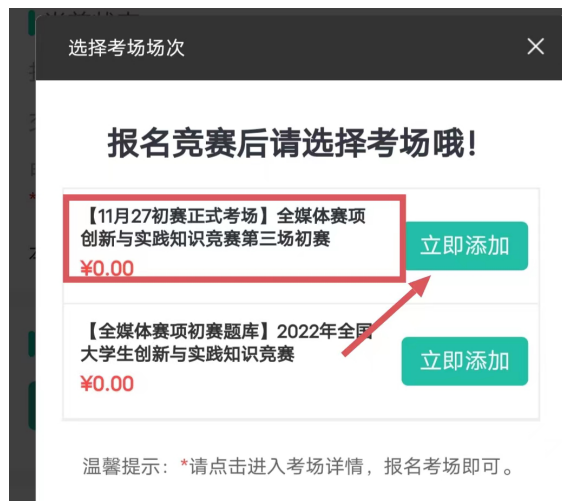 选择考场场次
报名竞赛后请选择考场哦!
【11月27初赛正式考场】全媒体赛项
创新与实践知识竞赛第三场初赛
¥0.00
立即添加
【全媒体赛项初赛题库】2022年全国
大学生创新与实践知识竞赛
¥0.00
立即添加
温馨提示：*请点击进入考场详情，报名考场即可。